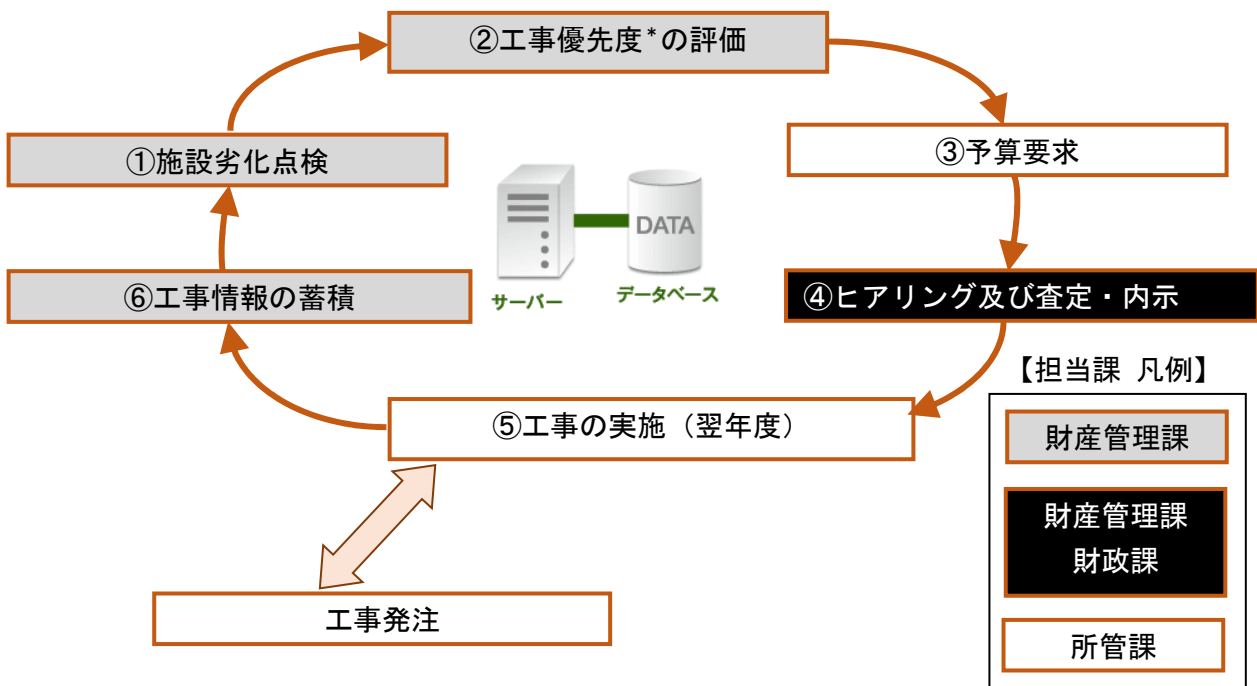 ②工事優先度*の評価
①施設劣化点検
③予算要求
DATA
サーバー
データベース
⑥工事情報の蓄積
④ヒアリング及び査定・内示
⑤工事の実施（翌年度）
工事発注
【担当課 凡例】
財産管理課
財産管理課
財政課
所管課